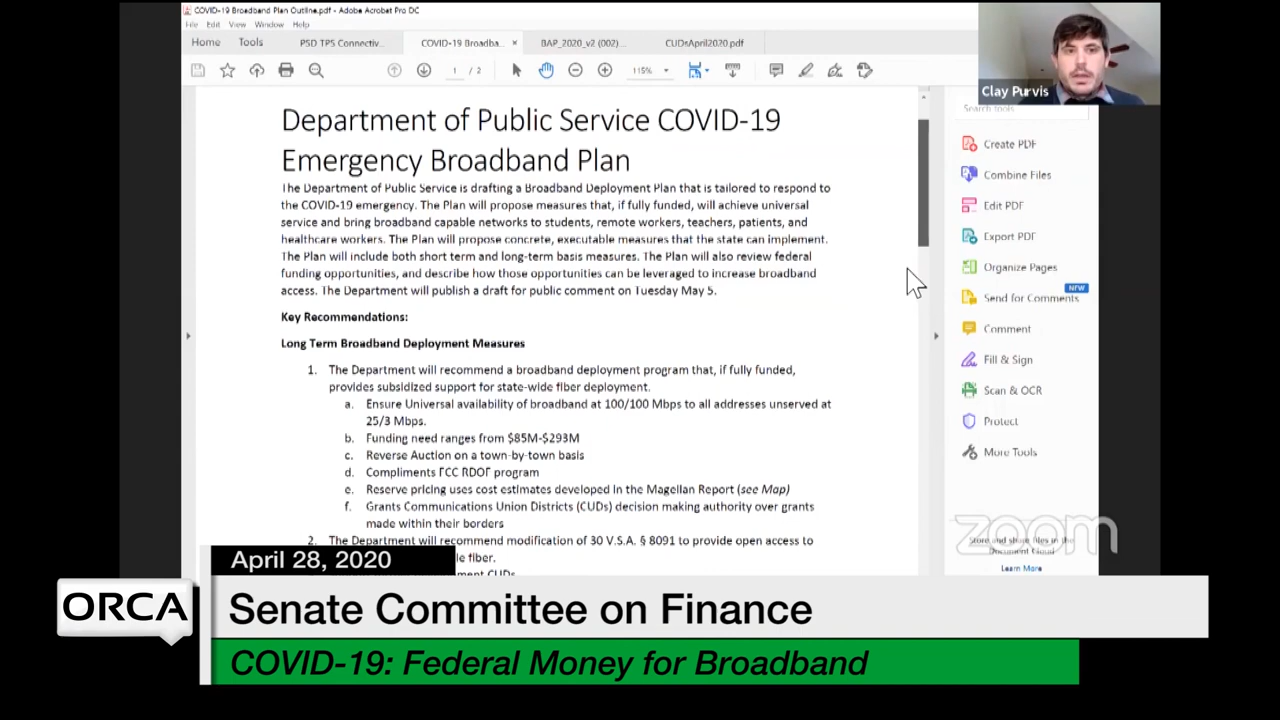 COVID-19 Broadband Plan Outline.pdf - Adobe Acrobat Pro DC
File Edit View Window Help
Home Tools PSD TPS Connectiv... COVID-19 Broadba... × BAP_2020_v2 (002)... CUDsApril2020.pdf
1 / 2 115%
Clay Purvis
Search tools
Department of Public Service COVID-19
Emergency Broadband Plan
The Department of Public Service is drafting a Broadband Deployment Plan that is tailored to respond to
the COVID-19 emergency. The Plan will propose measures that, if fully funded, will achieve universal
service and bring broadband capable networks to students, remote workers, teachers, patients, and
healthcare workers. The Plan will propose concrete, executable measures that the state can implement.
The Plan will include both short term and long-term basis measures. The Plan will also review federal
funding opportunities, and describe how those opportunities can be leveraged to increase broadband
access. The Department will publish a draft for public comment on Tuesday May 5.
Key Recommendations:
Long Term Broadband Deployment Measures
1. The Department will recommend a broadband deployment program that, if fully funded,
provides subsidized support for state-wide fiber deployment.
a. Ensure Universal availability of broadband at 100/100 Mbps to all addresses unserved at
25/3 Mbps.
b. Funding need ranges from $85M-$293M
c. Reverse Auction on a town-by-town basis
d. Compliments FCC RDOF program
e. Reserve pricing uses cost estimates developed in the Magellan Report (see Map)
f. Grants Communications Union Districts (CUDs) decision making authority over grants
made within their borders
2. The Department will recommend modification of 30 V.S.A. § 8091 to provide open access to
fiber.
CUDs
Create PDF
Combine Files
Edit PDF
Export PDF
Organize Pages
NEW
Send for Comments
Comment
Fill & Sign
Scan & OCR
Protect
More Tools
zoom
Store and share files in the
Document Cloud
Learn More
April 28, 2020
ORCA
Senate Committee on Finance
COVID-19: Federal Money for Broadband